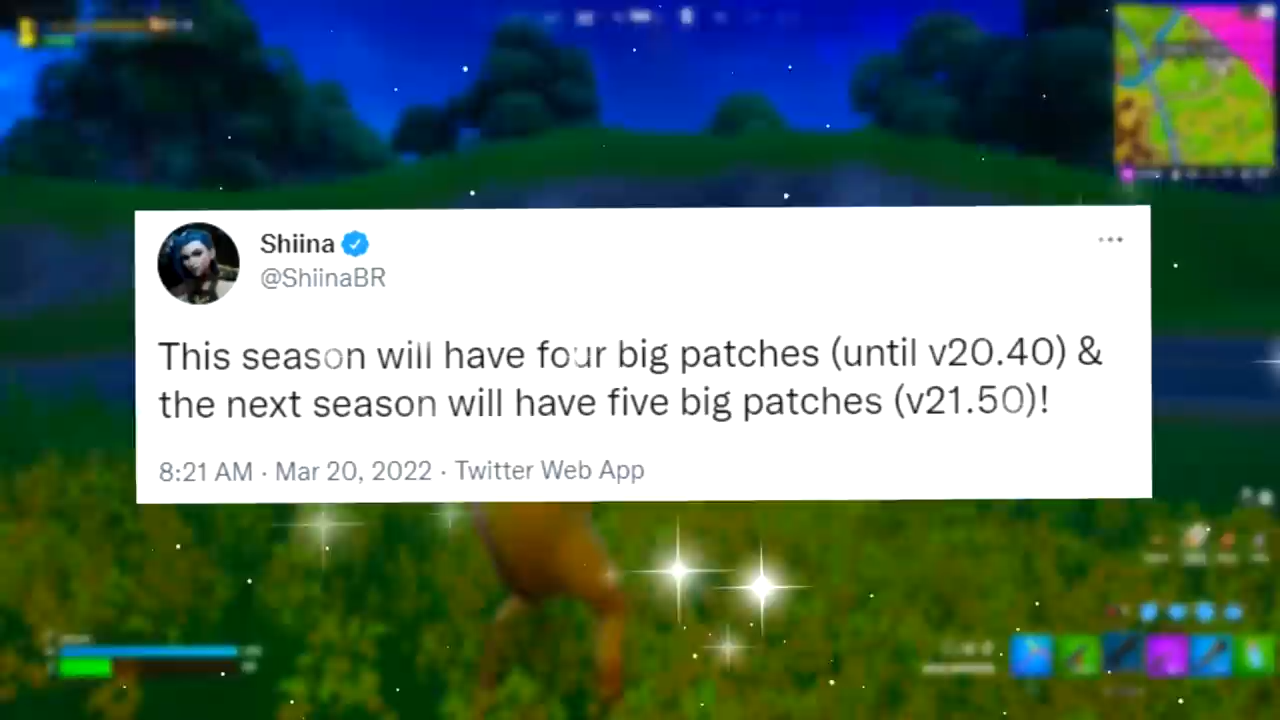 Shiina
@ShiinaBR
This season will have four big patches (until v20.40) &
the next season will have five big patches (v21.50)!
8:21 AM · Mar 20, 2022 · Twitter Web App